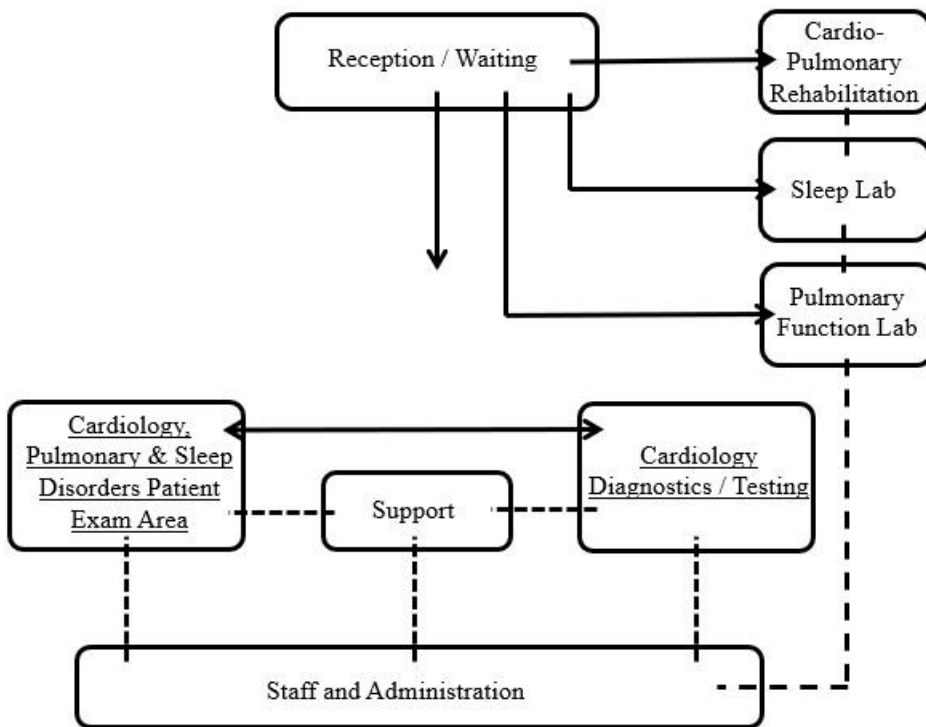 Reception / Waiting
Cardio-
Pulmonary
Rehabilitation
Sleep Lab
Pulmonary
Function Lab
Cardiology,
Pulmonary & Sleep
Disorders Patient
Exam Area
Support
Cardiology
Diagnostics / Testing
Staff and Administration